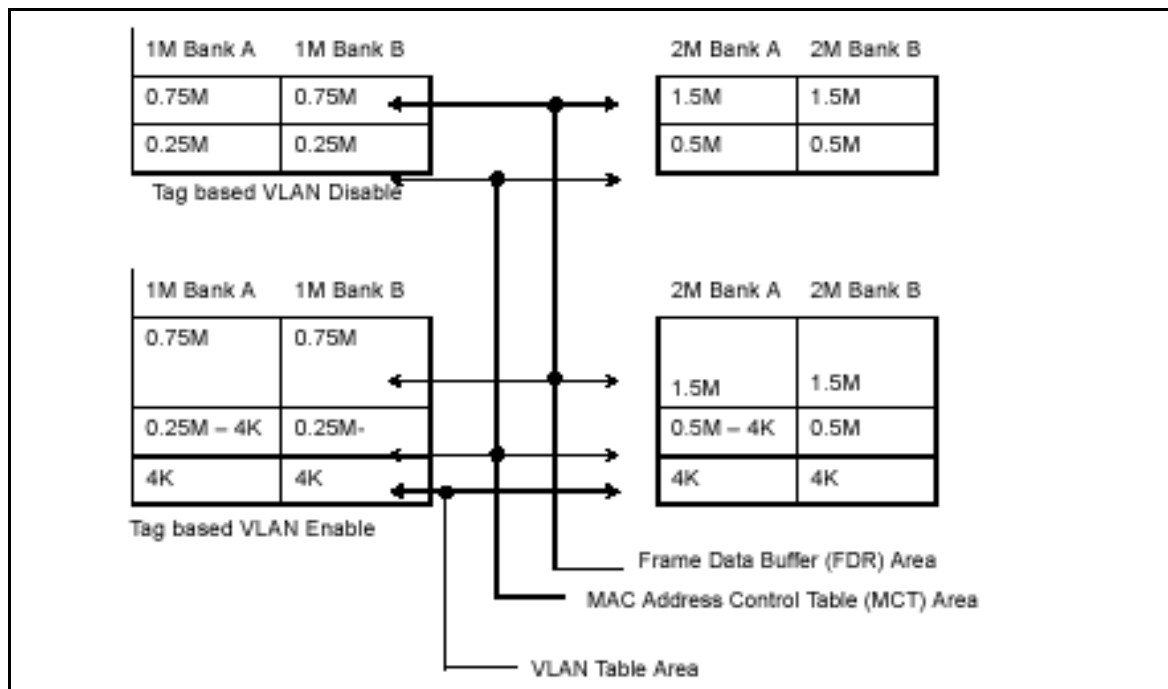 1M Bank A 1M Bank B 2M Bank A 2M Bank B
0.75M 0.75M 1.5M 1.5M
0.25M 0.25M 0.5M 0.5M
Tag based VLAN Disable
1M Bank A 1M Bank B 2M Bank A 2M Bank B
0.75M 0.75M
1.5M 1.5M
0.25M – 4K 0.25M- 0.5M – 4K 0.5M
4K 4K 4K 4K
Tag based VLAN Enable
Frame Data Buffer (FDR) Area
MAC Address Control Table (MCT) Area
VLAN Table Area